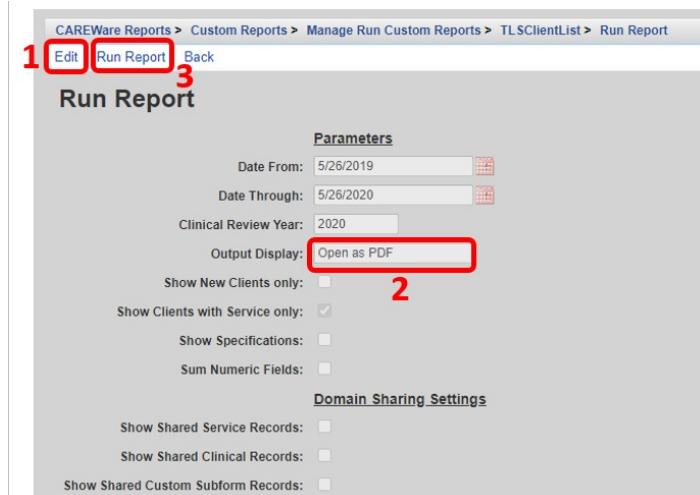 CAREWare Reports > Custom Reports > Manage Run Custom Reports > TLSClientList > Run Report
1 Edit Run Report 3 Back
Run Report
Parameters
Date From: 5/26/2019
Date Through: 5/26/2020
Clinical Review Year: 2020
Output Display: Open as PDF
Show New Clients only: 2
Show Clients with Service only:
Show Specifications:
Sum Numeric Fields:
Domain Sharing Settings
Show Shared Service Records:
Show Shared Clinical Records:
Show Shared Custom Subform Records: